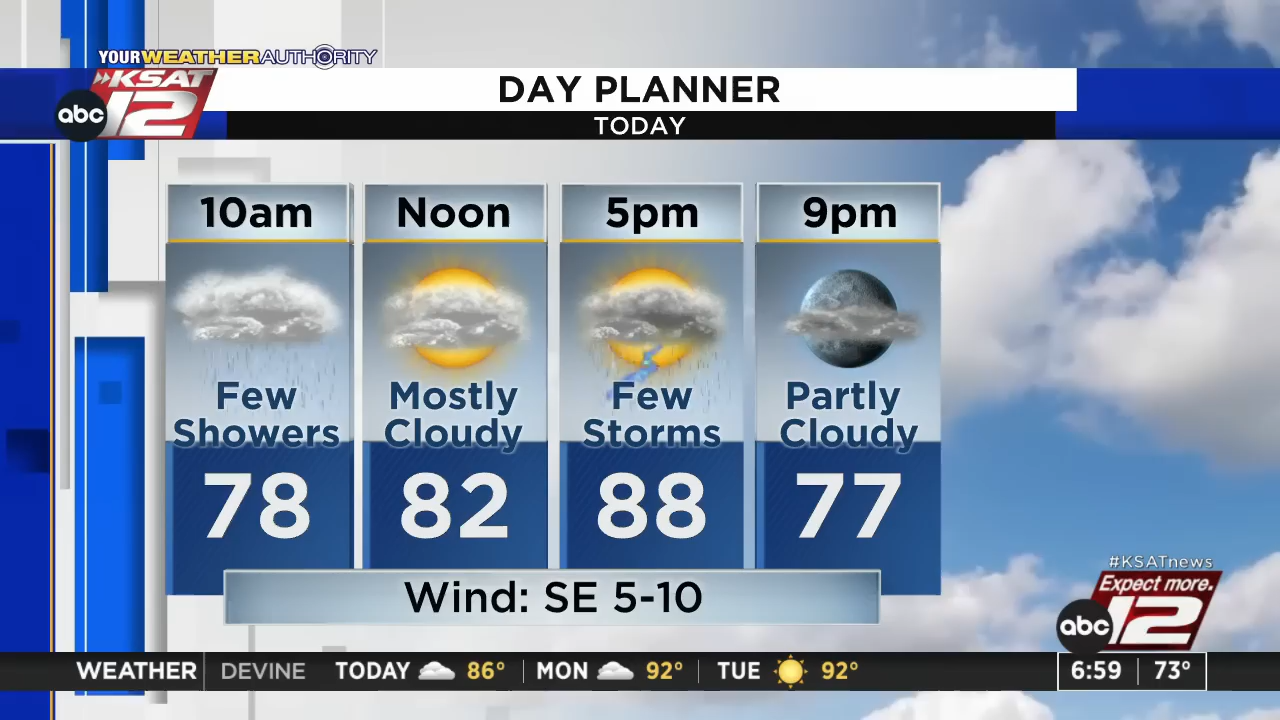 YOURWEATHERAUTHORITY
KSAT
abc 12
DAY PLANNER
TODAY
10am Noon 5pm 9pm
Few Mostly Few Partly
Showers Cloudy Storms Cloudy
78 82 88 77
Wind: SE 5-10
#KSATnews
Expect more.
abc 12
WEATHER DEVINE TODAY 86° MON 92° TUE 92° 6:59 73°